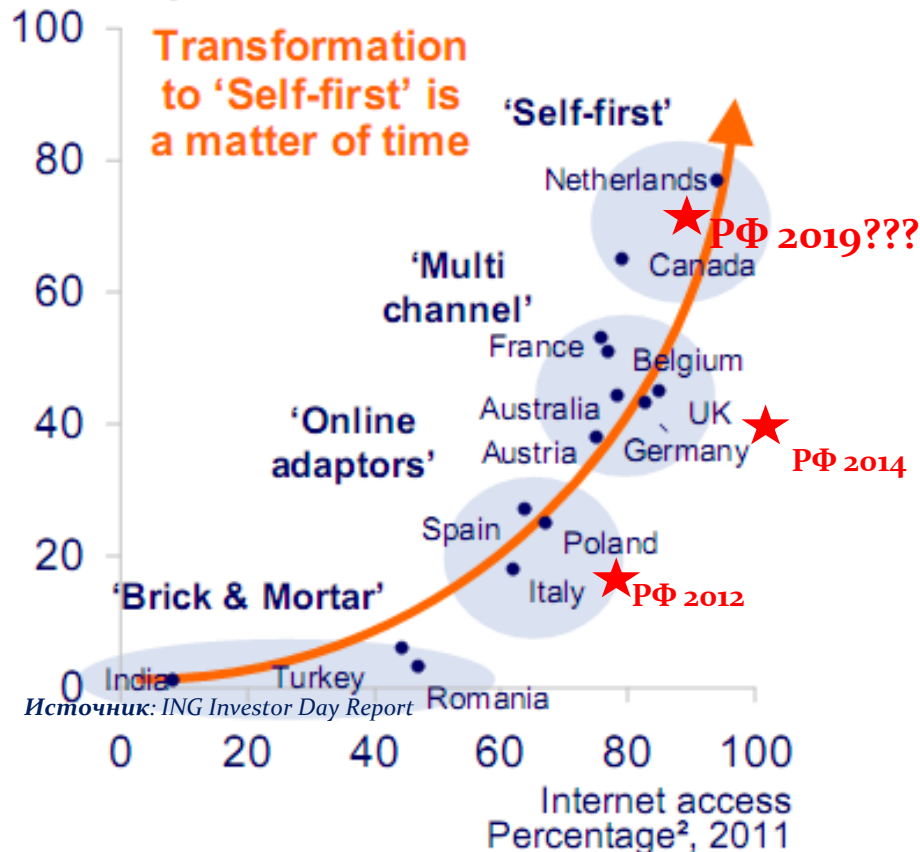 100
Transformation
to ‘Self-first’ is
a matter of time
‘Self-first’
80
Netherlands
РФ 2019???
‘Multi
channel’
Canada
60
France
Belgium
‘Online
adaptors’
Australia
UK
40
Austria
Germany
РФ 2014
Spain
Poland
20
‘Brick & Mortar’
Italy
РФ 2012
India
Turkey
0
Romania
Источник: ING Investor Day Report
0 20 40 60 80 100
Internet access
Percentage², 2011